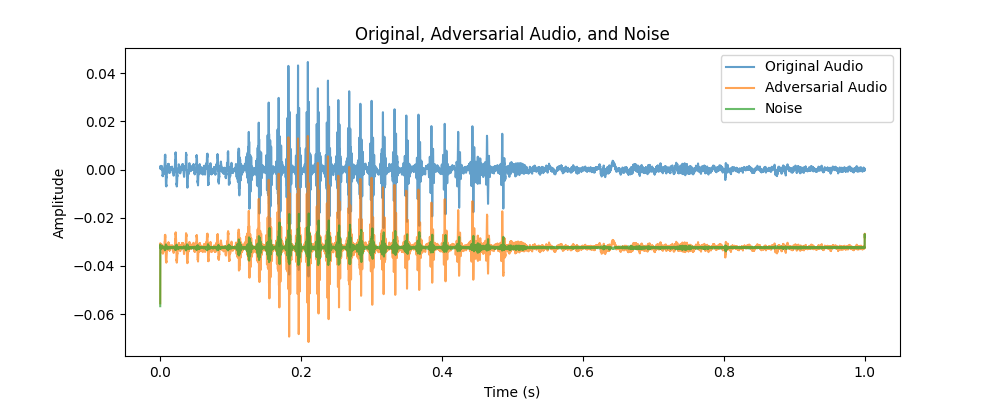 Original, Adversarial Audio, and Noise
Original Audio
Adversarial Audio
Noise
Amplitude
0.04
0.02
0.00
−0.02
−0.04
−0.06
0.0 0.2 0.4 0.6 0.8 1.0
Time (s)